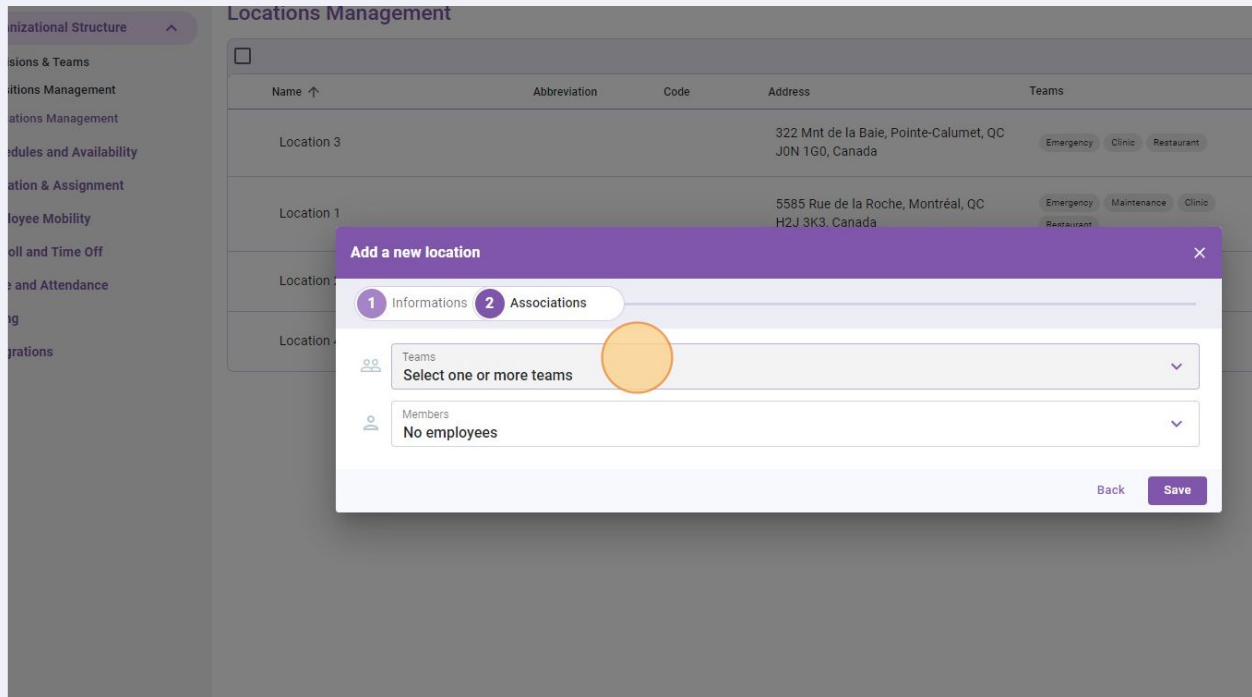 Locations Management
nizational Structure
sions & Teams
itions Management
ations Management
edules and Availability
ation & Assignment
loyee Mobility
oll and Time Off
e and Attendance
ng
grations
Name Abbreviation Code Address Teams
Location 3
322 Mnt de la Baie, Pointe-Calumet, QC
J0N 1G0, Canada
Emergency Clinic Restaurant
Location 1
5585 Rue de la Roche, Montréal, QC
H2J 3K3, Canada
Emergency Maintenance Clinic
Restaurant
Location
Location
Add a new location
1 Informations 2 Associations
Teams
Select one or more teams
Members
No employees
Back Save